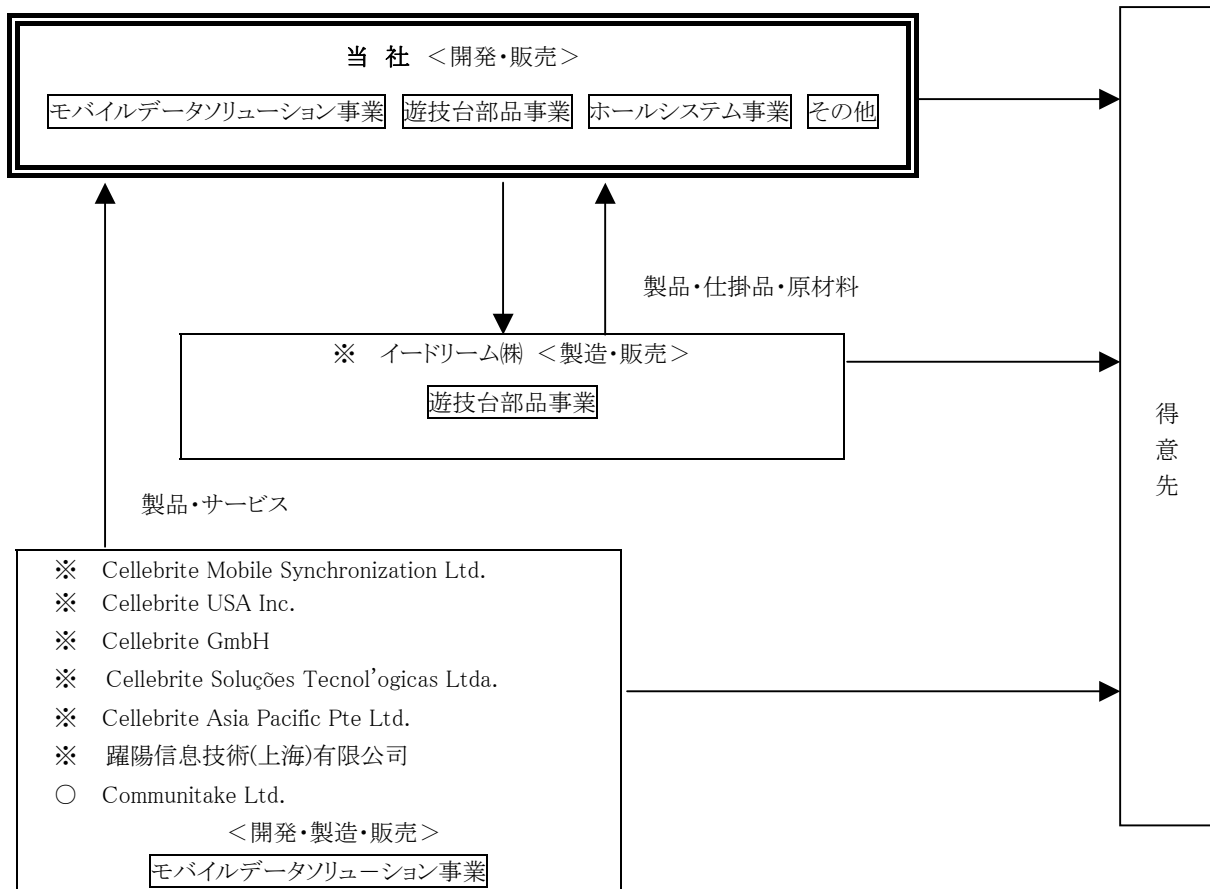 当 社 ＜開発・販売＞
モバイルデータソリューション事業 遊技台部品事業 ホールシステム事業 その他
製品・仕掛品・原材料
※ イードリーム㈱ ＜製造・販売＞
遊技台部品事業
得
意
先
製品・サービス
※ Cellebrite Mobile Synchronization Ltd.
※ Cellebrite USA Inc.
※ Cellebrite GmbH
※ Cellebrite Soluções Tecnol’ogicas Ltda.
※ Cellebrite Asia Pacific Pte Ltd.
※ 躍陽信息技術(上海)有限公司
○ Communitake Ltd.
＜開発・製造・販売＞
モバイルデータソリュ－ション事業